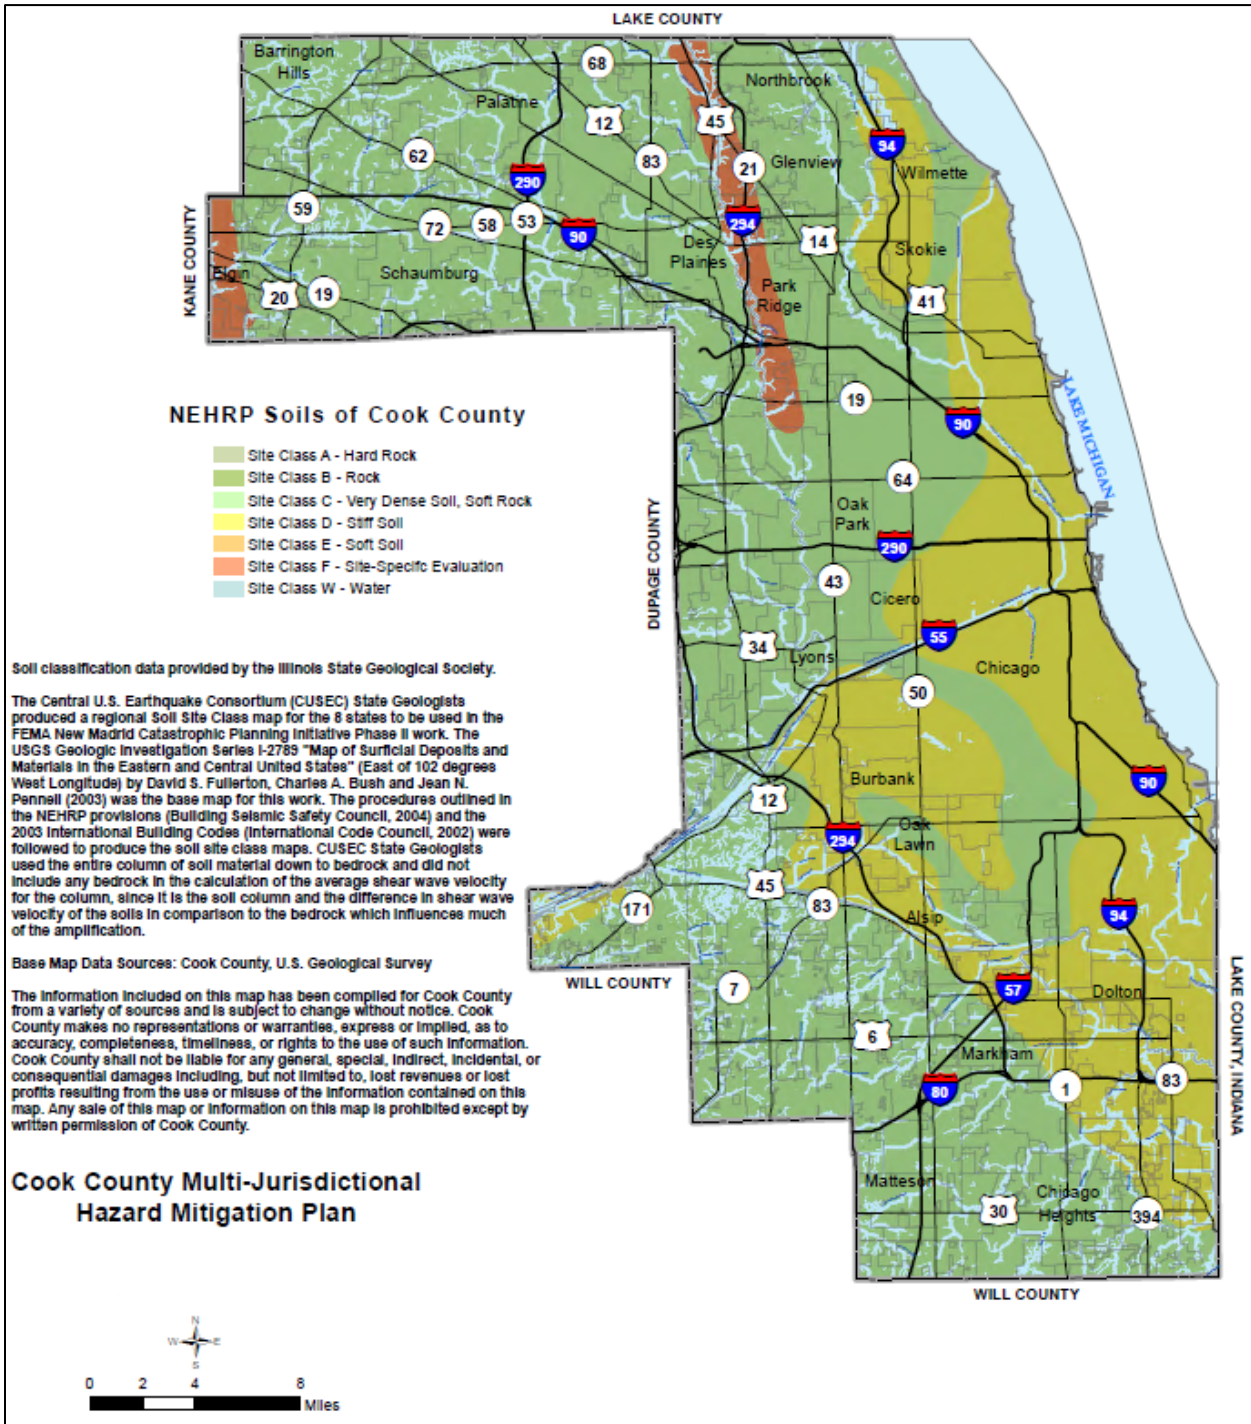 LAKE COUNTY
Barrington
Hills
68
Northbrook
Palatine
12
45
94
62
83
21
Glenview
290
Wilmette
59
294
72
58
53
90
14
Des
Plaines
Skokie
KANE COUNTY
Elgin
20
19
Schaumburg
Park
Ridge
41
LAKE MICHIGAN
19
90
NEHRP Soils of Cook County
Site Class A - Hard Rock
Site Class B - Rock
Site Class C - Very Dense Soil, Soft Rock
Site Class D - Stiff Soil
Site Class E - Soft Soil
Site Class F - Site-Specifc Evaluation
Site Class W - Water
64
Oak
Park
290
DUPAGE COUNTY
43
Cicero
55
34
Lyons
Chicago
50
Burbank
90
12
294
Oak
Lawn
45
171
83
Alsip
94
WILL COUNTY
7
57
Dolton
6
Markham
80
1
83
LAKE COUNTY, INDIANA
Matteson
30
Chicago
Heights
394
WILL COUNTY
Soil classification data provided by the Illinois State Geological Society.
The Central U.S. Earthquake Consortium (CUSEC) State Geologists
produced a regional Soil Site Class map for the 8 states to be used in the
FEMA New Madrid Catastrophic Planning Initiative Phase II work. The
USGS Geologic Investigation Series I-2789 "Map of Surficial Deposits and
Materials in the Eastern and Central United States" (East of 102 degrees
West Longitude) by David S. Fullerton, Charles A. Bush and Jean N.
Pennell (2003) was the base map for this work. The procedures outlined in
the NEHRP provisions (Building Seismic Safety Council, 2004) and the
2003 International Building Codes (International Code Council, 2002) were
followed to produce the soil site class maps. CUSEC State Geologists
used the entire column of soil material down to bedrock and did not
include any bedrock in the calculation of the average shear wave velocity
for the column, since it is the soil column and the difference in shear wave
velocity of the soils in comparison to the bedrock which influences much
of the amplification.
Base Map Data Sources: Cook County, U.S. Geological Survey
The information included on this map has been compiled for Cook County
from a variety of sources and is subject to change without notice. Cook
County makes no representations or warranties, express or implied, as to
accuracy, completeness, timeliness, or rights to the use of such information.
Cook County shall not be liable for any general, special, indirect, incidental, or
consequential damages including, but not limited to, lost revenues or lost
profits resulting from the use or misuse of the information contained on this
map. Any sale of this map or information on this map is prohibited except by
written permission of Cook County.
Cook County Multi-Jurisdictional
Hazard Mitigation Plan
N
W E
S
0 2 4 8
Miles